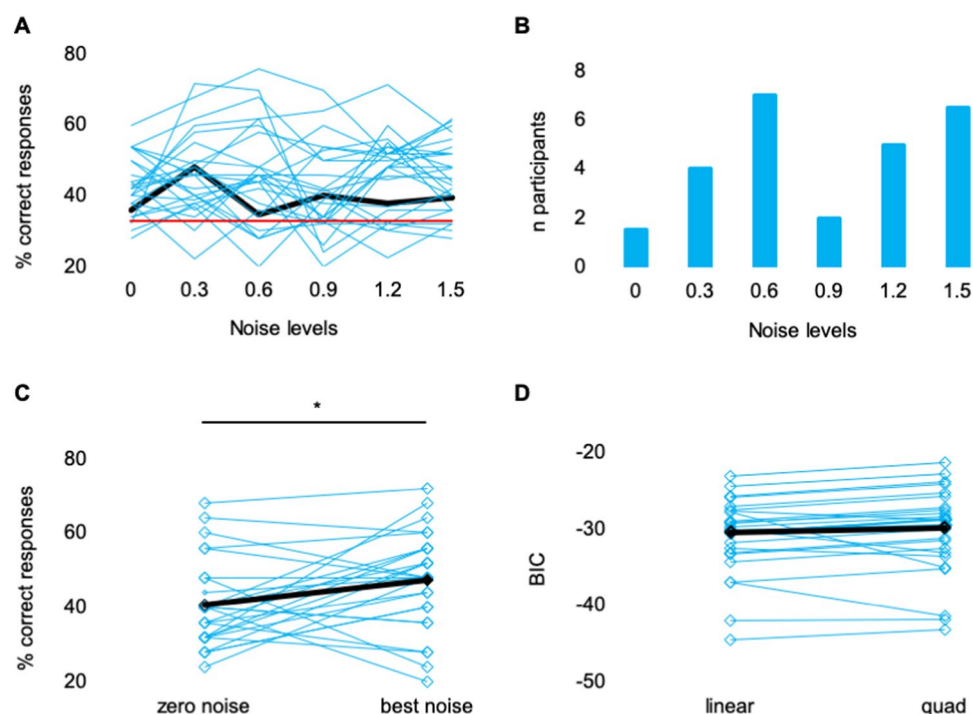 A
% correct responses
80
60
40
20
0 0.3 0.6 0.9 1.2 1.5
Noise levels
B
n participants
8
6
4
2
0
0 0.3 0.6 0.9 1.2 1.5
Noise levels
C
*
% correct responses
80
60
40
20
zero noise best noise
D
BIC
-20
-30
-40
-50
linear quad